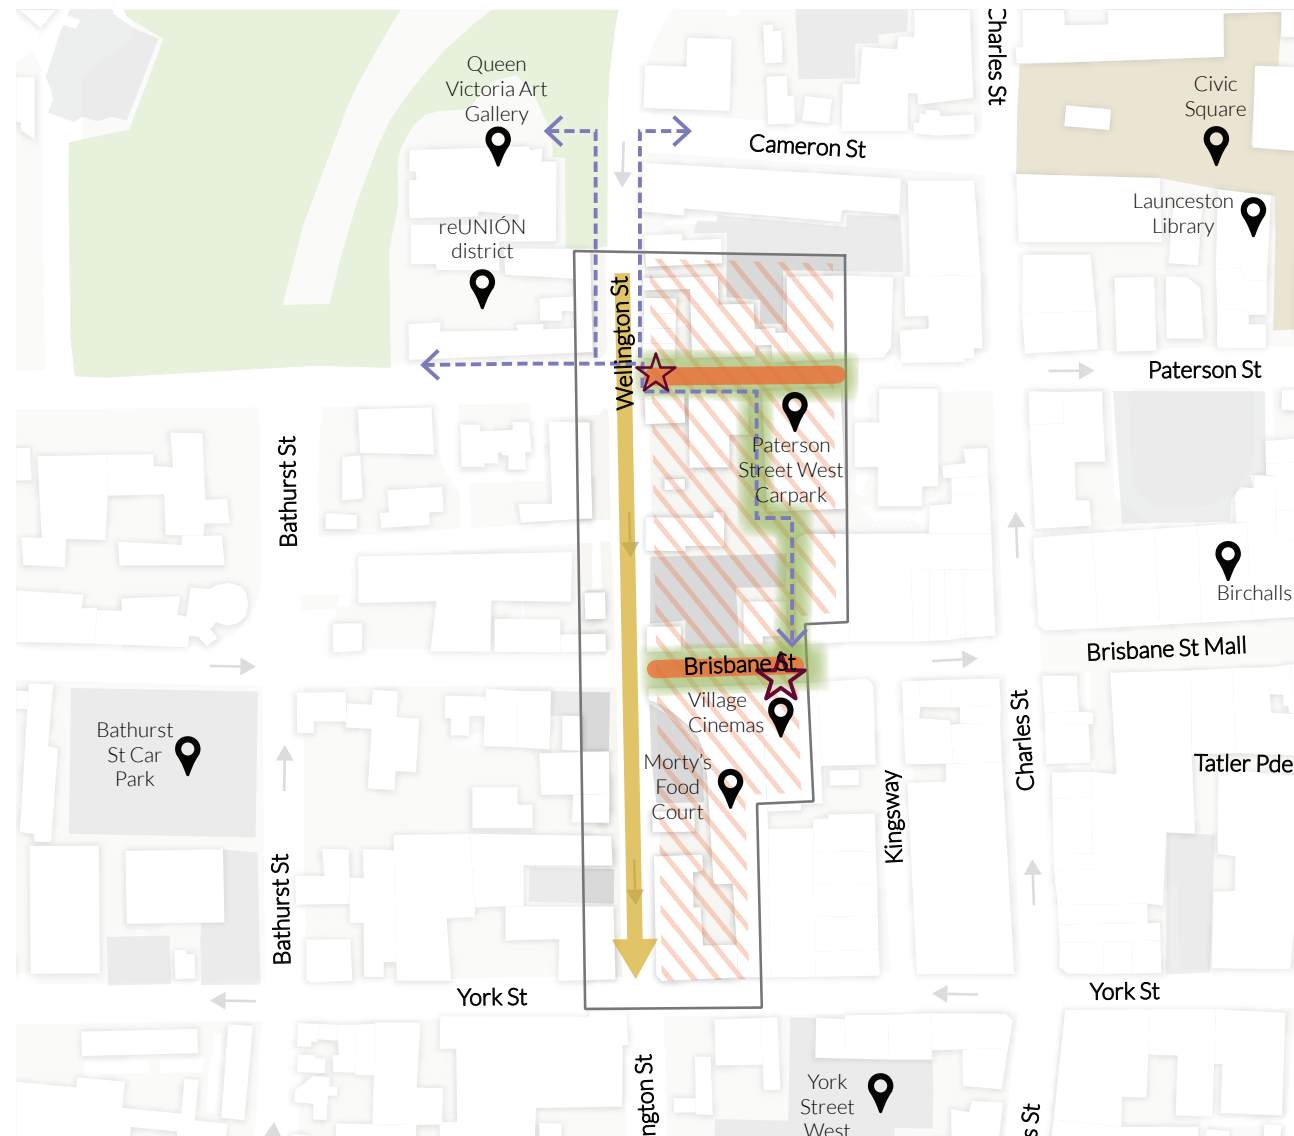 Charles St
Queen
Victoria Art
Gallery
Civic
Square
Cameron St
Launceston
Library
reUNIÓN
district
Wellington St
Paterson St
Bathurst St
Paterson
Street West
Carpark
Birchalls
Brisbane St
Brisbane St Mall
Village
Cinemas
Charles St
Bathurst
St Car
Park
Morty's
Food
Court
Tatler Pde
Kingsway
Bathurst St
York St
York St
ngton St
York
Street
West
s St